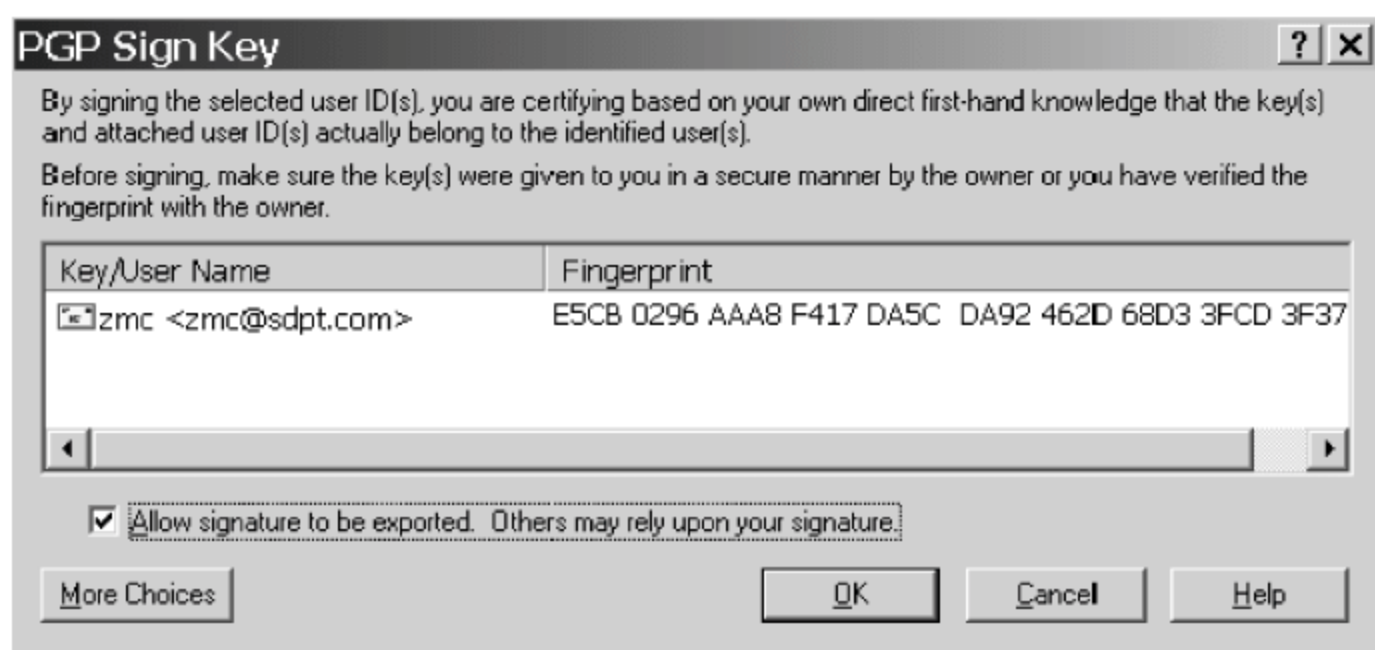 PGP Sign Key
By signing the selected user ID(s), you are certifying based on your own direct first-hand knowledge that the key(s)
and attached user ID(s) actually belong to the identified user(s).
Before signing, make sure the key(s) were given to you in a secure manner by the owner or you have verified the
fingerprint with the owner.
Key/User Name Fingerprint
zmc <zmc@sdpt.com> E5CB 0296 AAA8 F417 DA5C DA92 462D 68D3 3FCD 3F37
Allow signature to be exported. Others may rely upon your signature.
More Choices OK Cancel Help